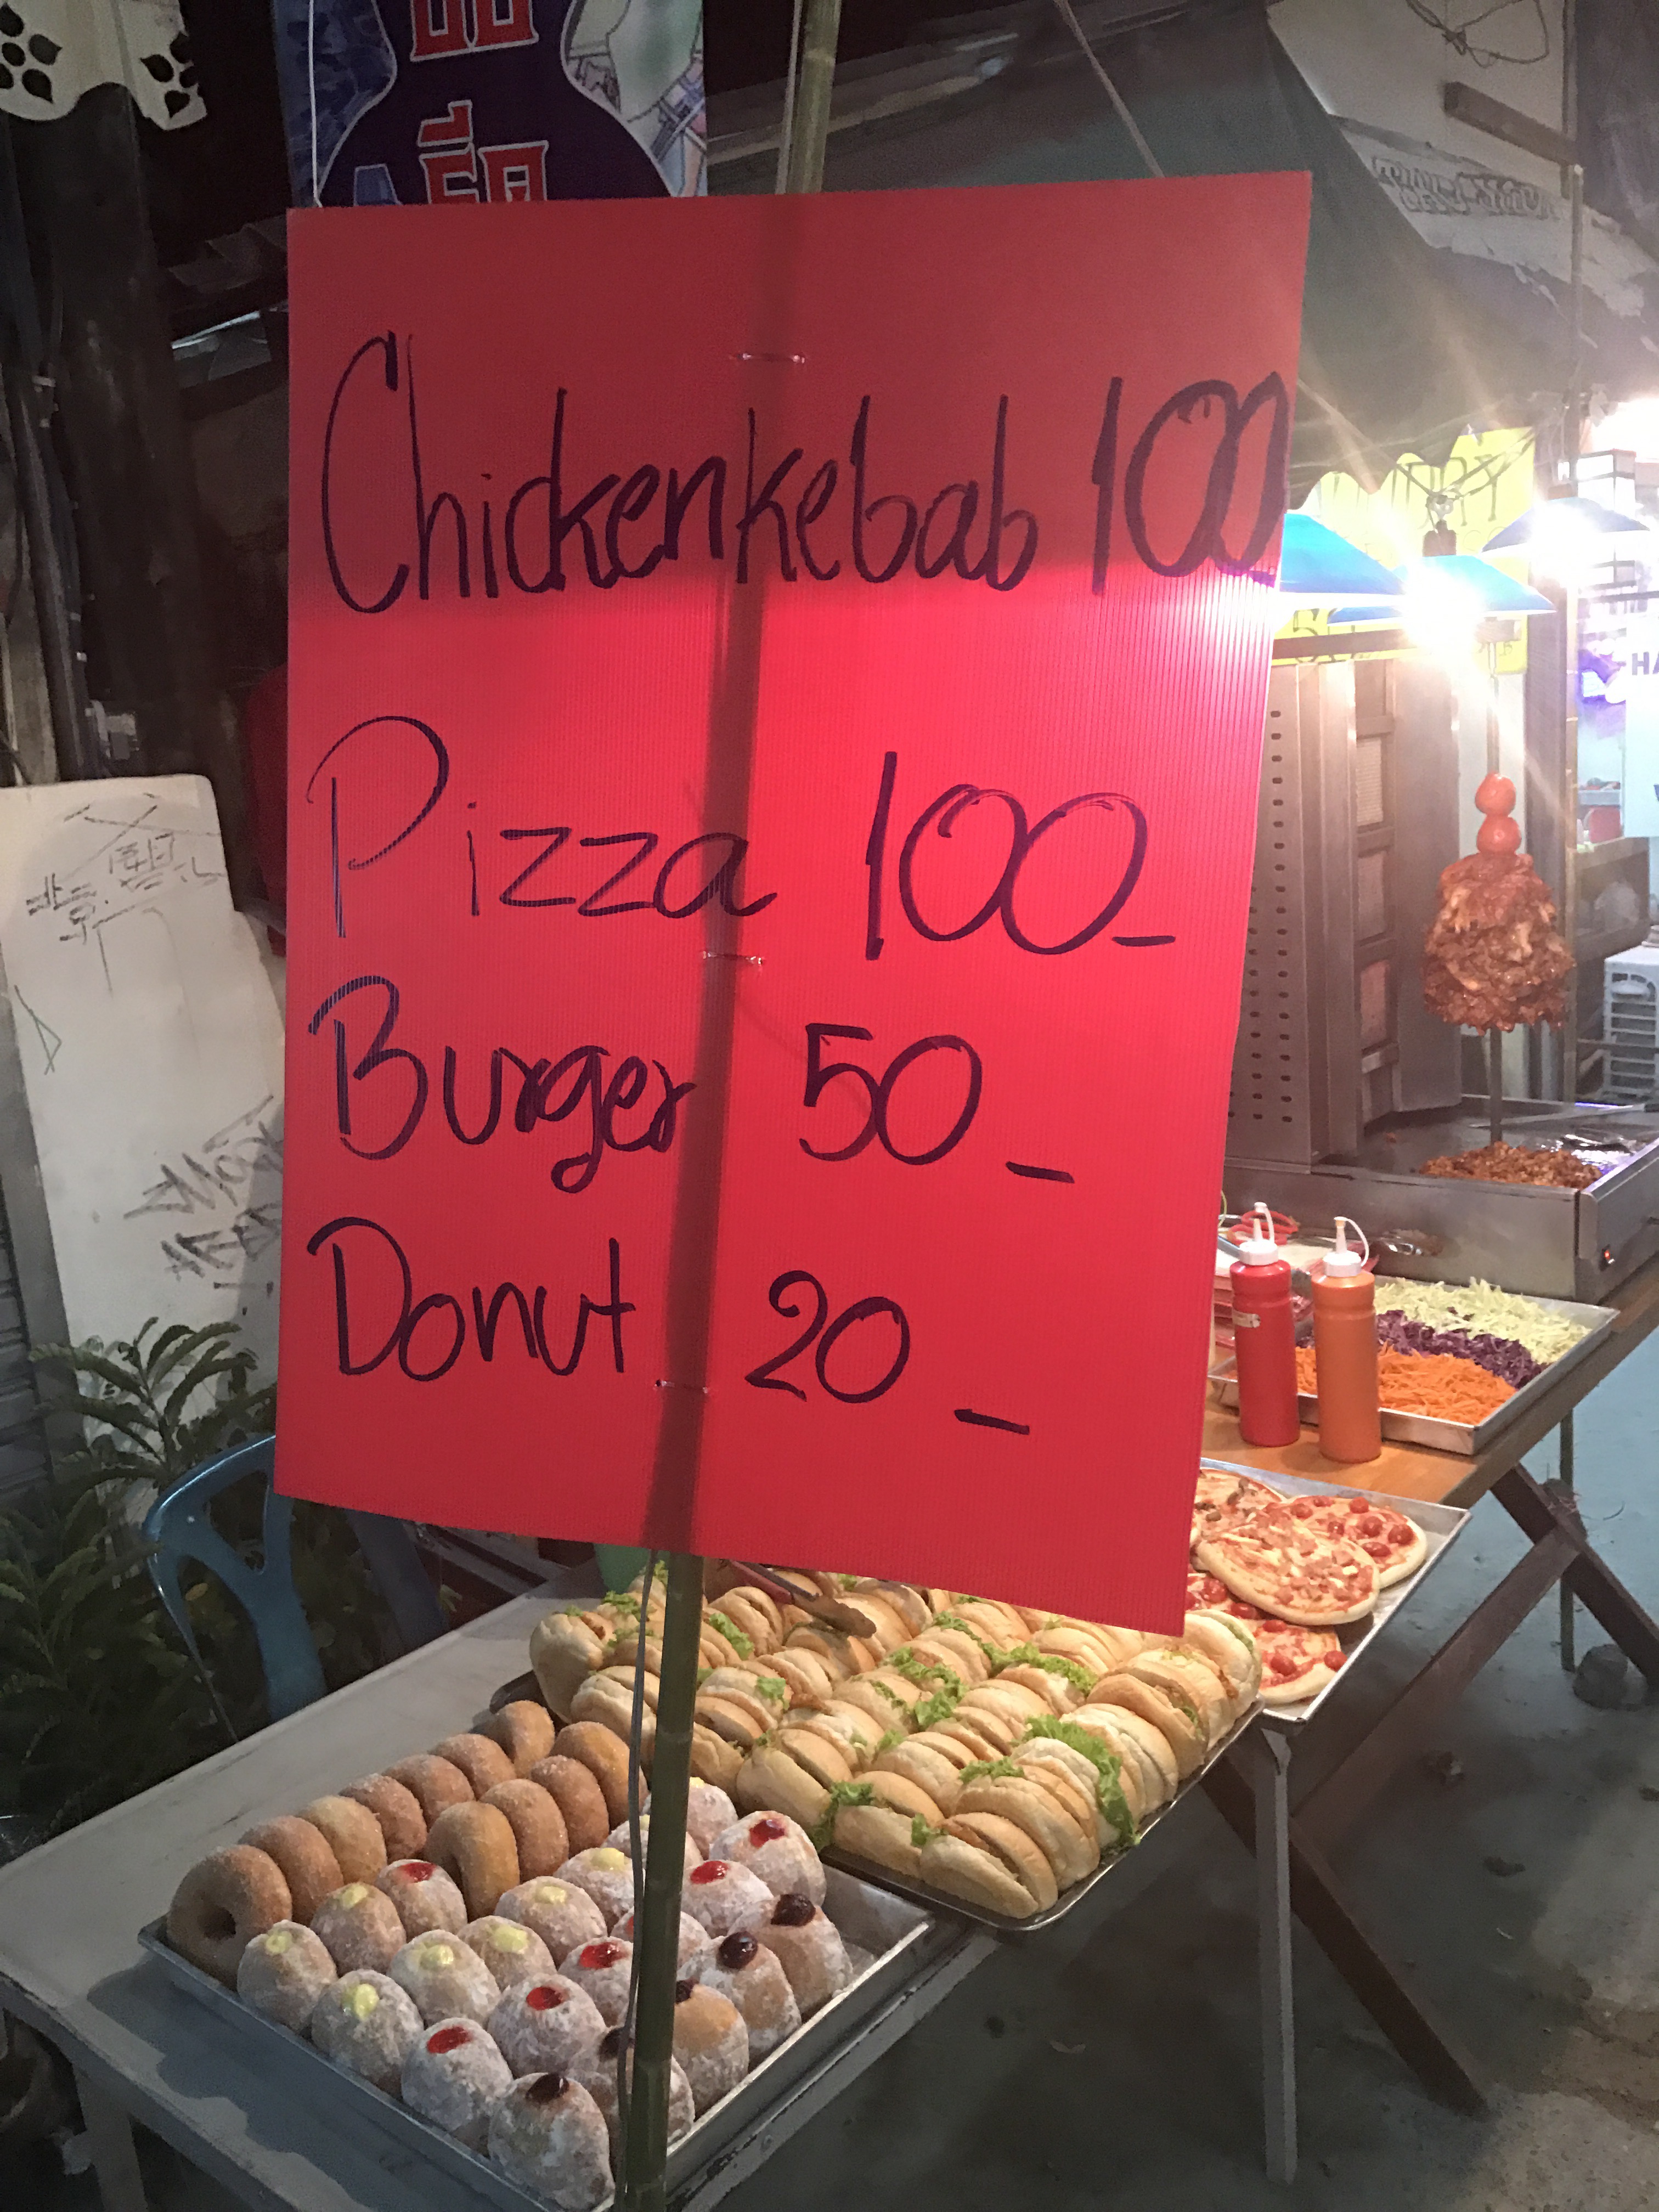 Chickenkebab 100
Pizza 100_
Burger 50_
Donut 20_